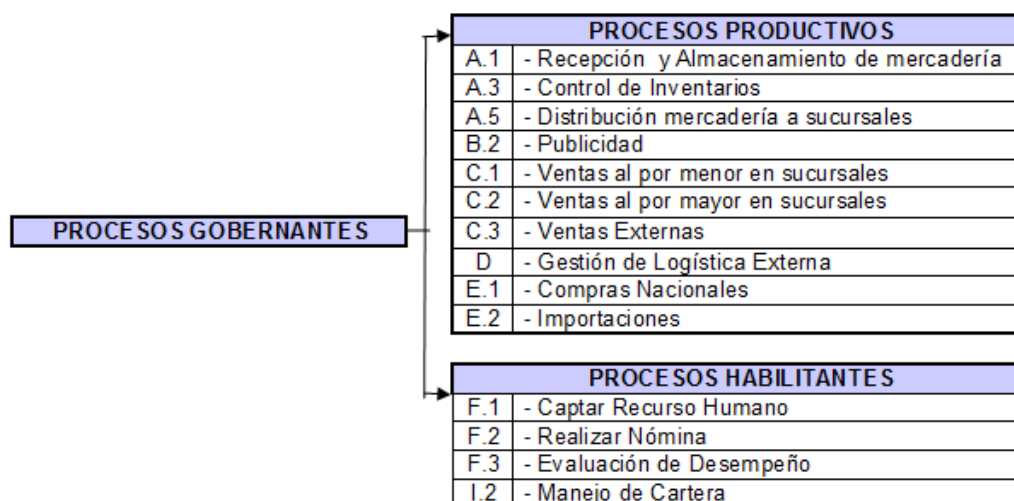 PROCESOS PRODUCTIVOS
A.1 - Recepción y Almacenamiento de mercadería
A.3 - Control de Inventarios
A.5 - Distribución mercadería a sucursales
B.2 - Publicidad
C.1 - Ventas al por menor en sucursales
C.2 - Ventas al por mayor en sucursales
PROCESOS GOBERNANTES
C.3 - Ventas Externas
D - Gestión de Logística Externa
E.1 - Compras Nacionales
E.2 - Importaciones
PROCESOS HABILITANTES
F.1 - Captar Recurso Humano
F.2 - Realizar Nómina
F.3 - Evaluación de Desempeño
I.2 - Manejo de Cartera